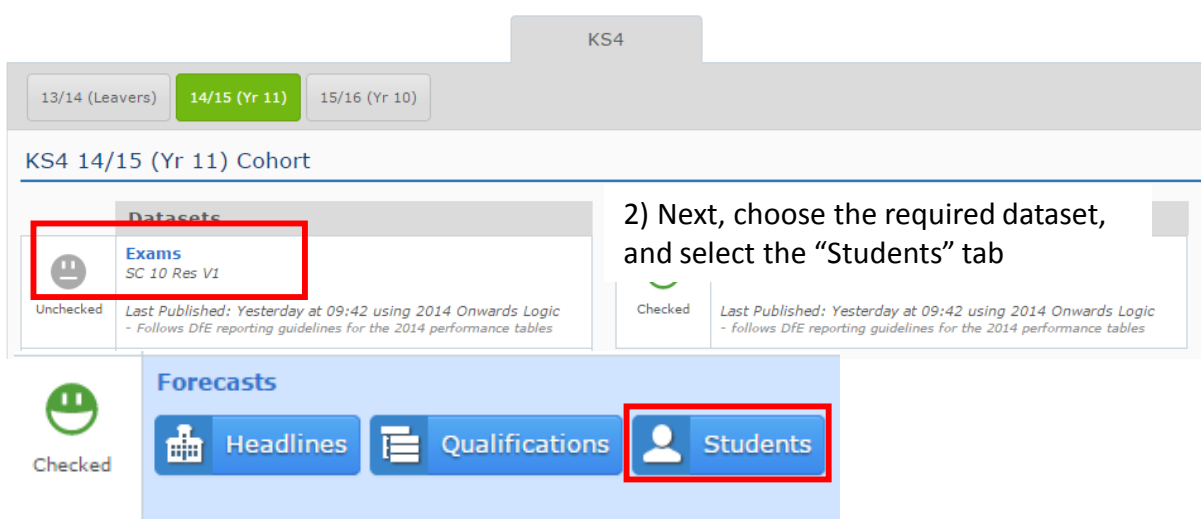 KS4
13/14 (Leavers) 14/15 (Yr 11) 15/16 (Yr 10)
KS4 14/15 (Yr 11) Cohort
Datasets
Exams
SC 10 Res V1
Unchecked
Last Published: Yesterday at 09:42 using 2014 Onwards Logic
- Follows DfE reporting guidelines for the 2014 performance tables
2) Next, choose the required dataset,
and select the “Students” tab
Checked
Last Published: Yesterday at 09:42 using 2014 Onwards Logic
- follows DfE reporting guidelines for the 2014 performance tables
Checked
Forecasts
Headlines Qualifications Students